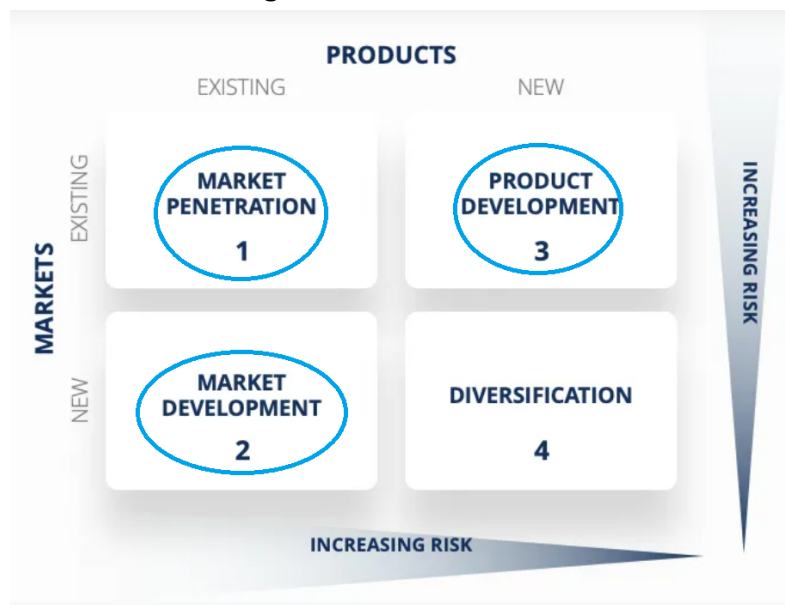 PRODUCTS
EXISTING
NEW
MARKETS
EXISTING
MARKET
PENETRATION
1
PRODUCT
DEVELOPMENT
3
NEW
MARKET
DEVELOPMENT
2
DIVERSIFICATION
4
INCREASING RISK
INCREASING RISK